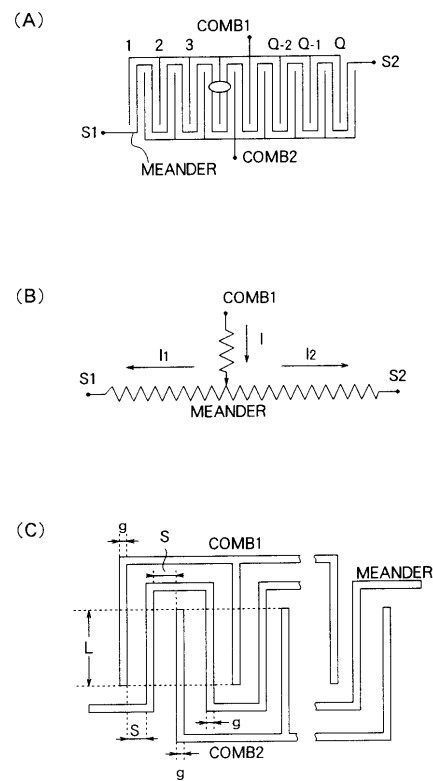 (A)
COMB1
1 2 3 Q-2 Q-1 Q
S2
S1
COMB2
MEANDER
(B)
COMB1
I1 I I2
S1 S2
MEANDER
(C)
g S
COMB1
MEANDER
L
S g
COMB2
g